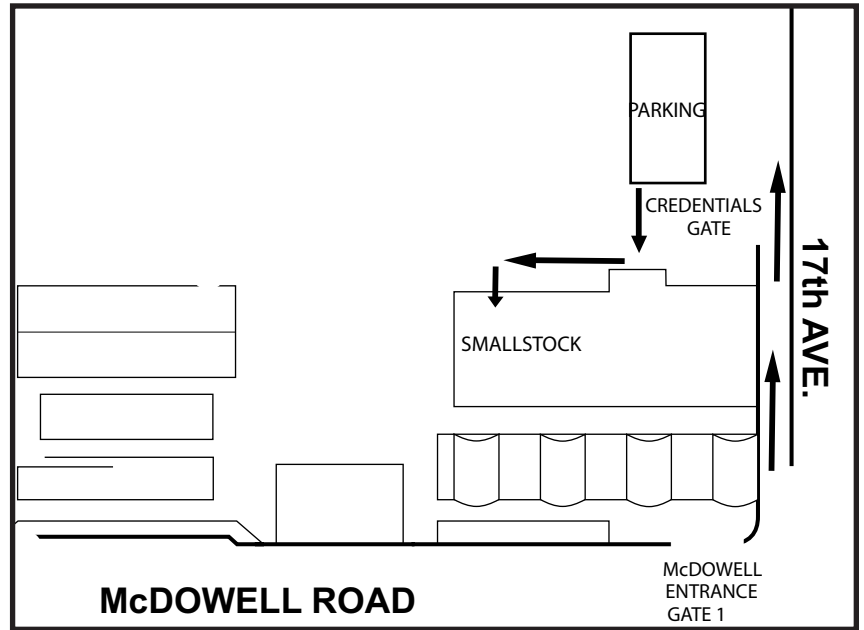 PARKING
CREDENTIALS
GATE
17th AVE.
SMALLSTOCK
McDOWELL
ENTRANCE
GATE 1
McDOWELL ROAD